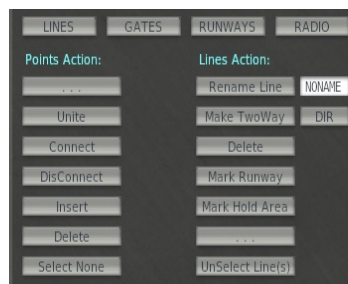 LINES GATES RUNWAYS RADIO
Points Action: Lines Action:
... Rename Line NONAME
Unite Make TwoWay DIR
Connect Delete
DisConnect Mark Runway
Insert Mark Hold Area
Delete ...
Select None UnSelect Line(s)